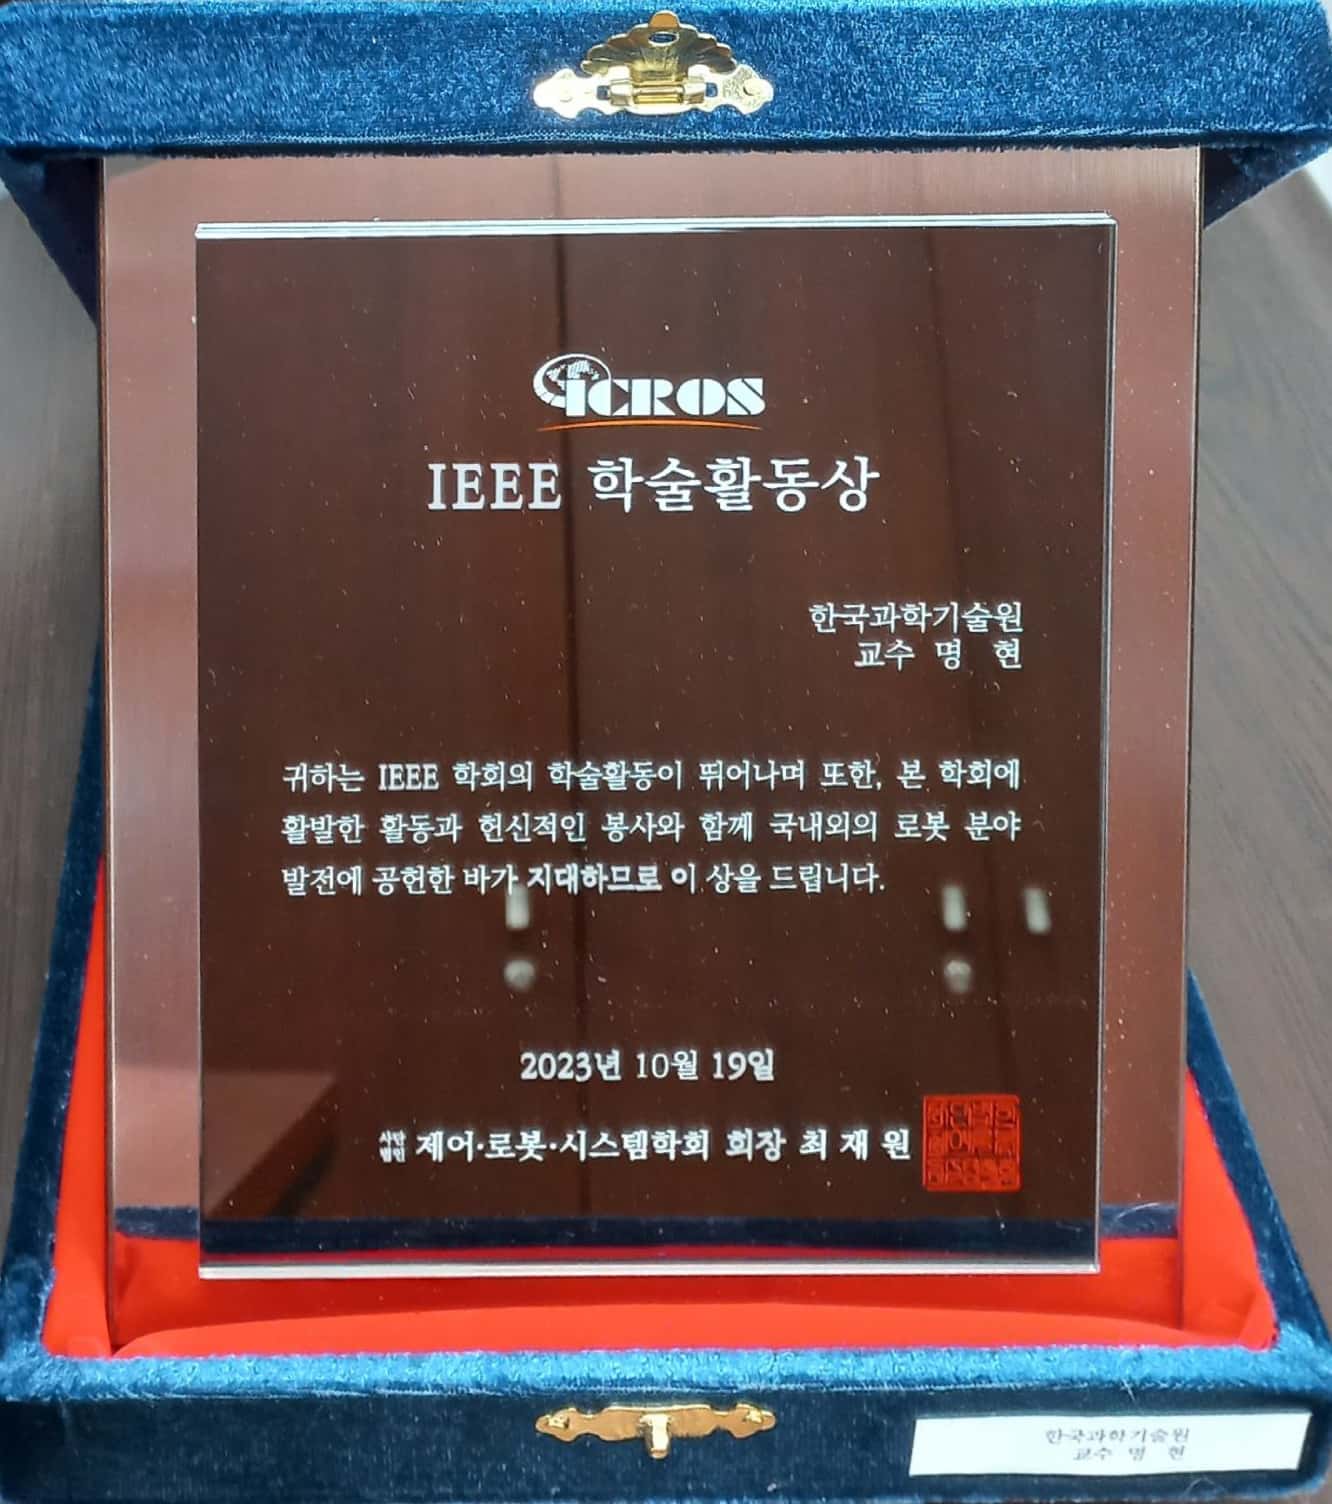 ICROS
IEEE 학술활동상
한국과학기술원
교수 명 현
귀하는 IEEE 학회의 학술활동이 뛰어나며 또한, 본 학회에
활발한 활동과 헌신적인 봉사와 함께 국내외의 로봇 분야
발전에 공헌한 바가 지대하므로 이 상을 드립니다.
2023년 10월 19일
사단법인 제어·로봇·시스템학회 회장 최 재 원
한국과학기술원
교수 명 현